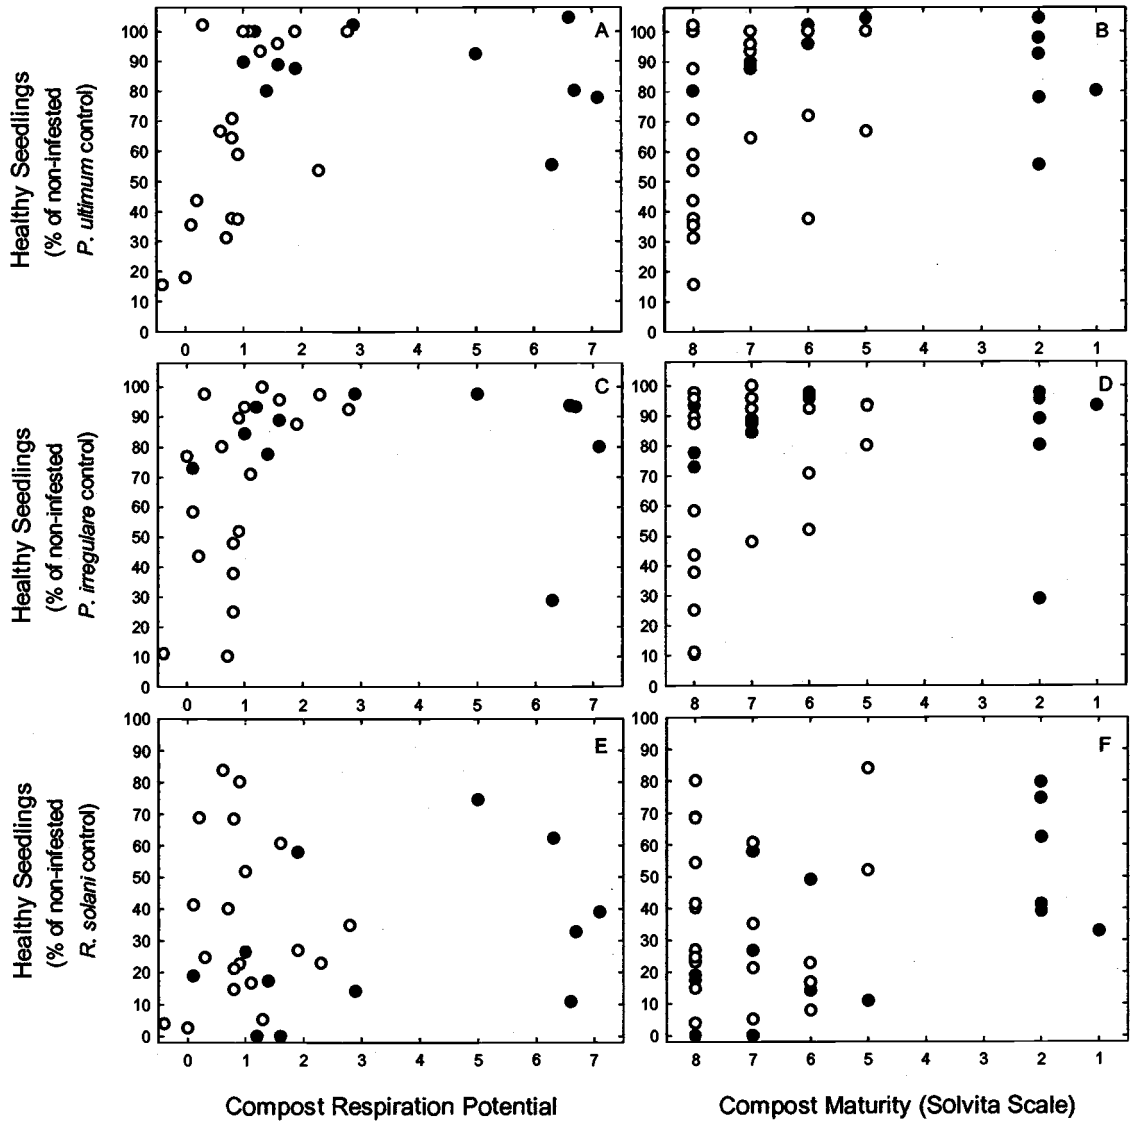 Healthy Seedlings
(% of non-infested
P. ultimum control)
100
90
80
70
60
50
40
30
20
10
0
A
0 1 2 3 4 5 6 7
100
90
80
70
60
50
40
30
20
10
0
B
8 7 6 5 4 3 2 1
Healthy Seedlings
(% of non-infested
P. irregulare control)
100
90
80
70
60
50
40
30
20
10
0
C
0 1 2 3 4 5 6 7
100
90
80
70
60
50
40
30
20
10
0
D
8 7 6 5 4 3 2 1
Healthy Seedlings
(% of non-infested
R. solani control)
100
90
80
70
60
50
40
30
20
10
0
E
0 1 2 3 4 5 6 7
100
90
80
70
60
50
40
30
20
10
0
F
8 7 6 5 4 3 2 1
Compost Respiration Potential
Compost Maturity (Solvita Scale)